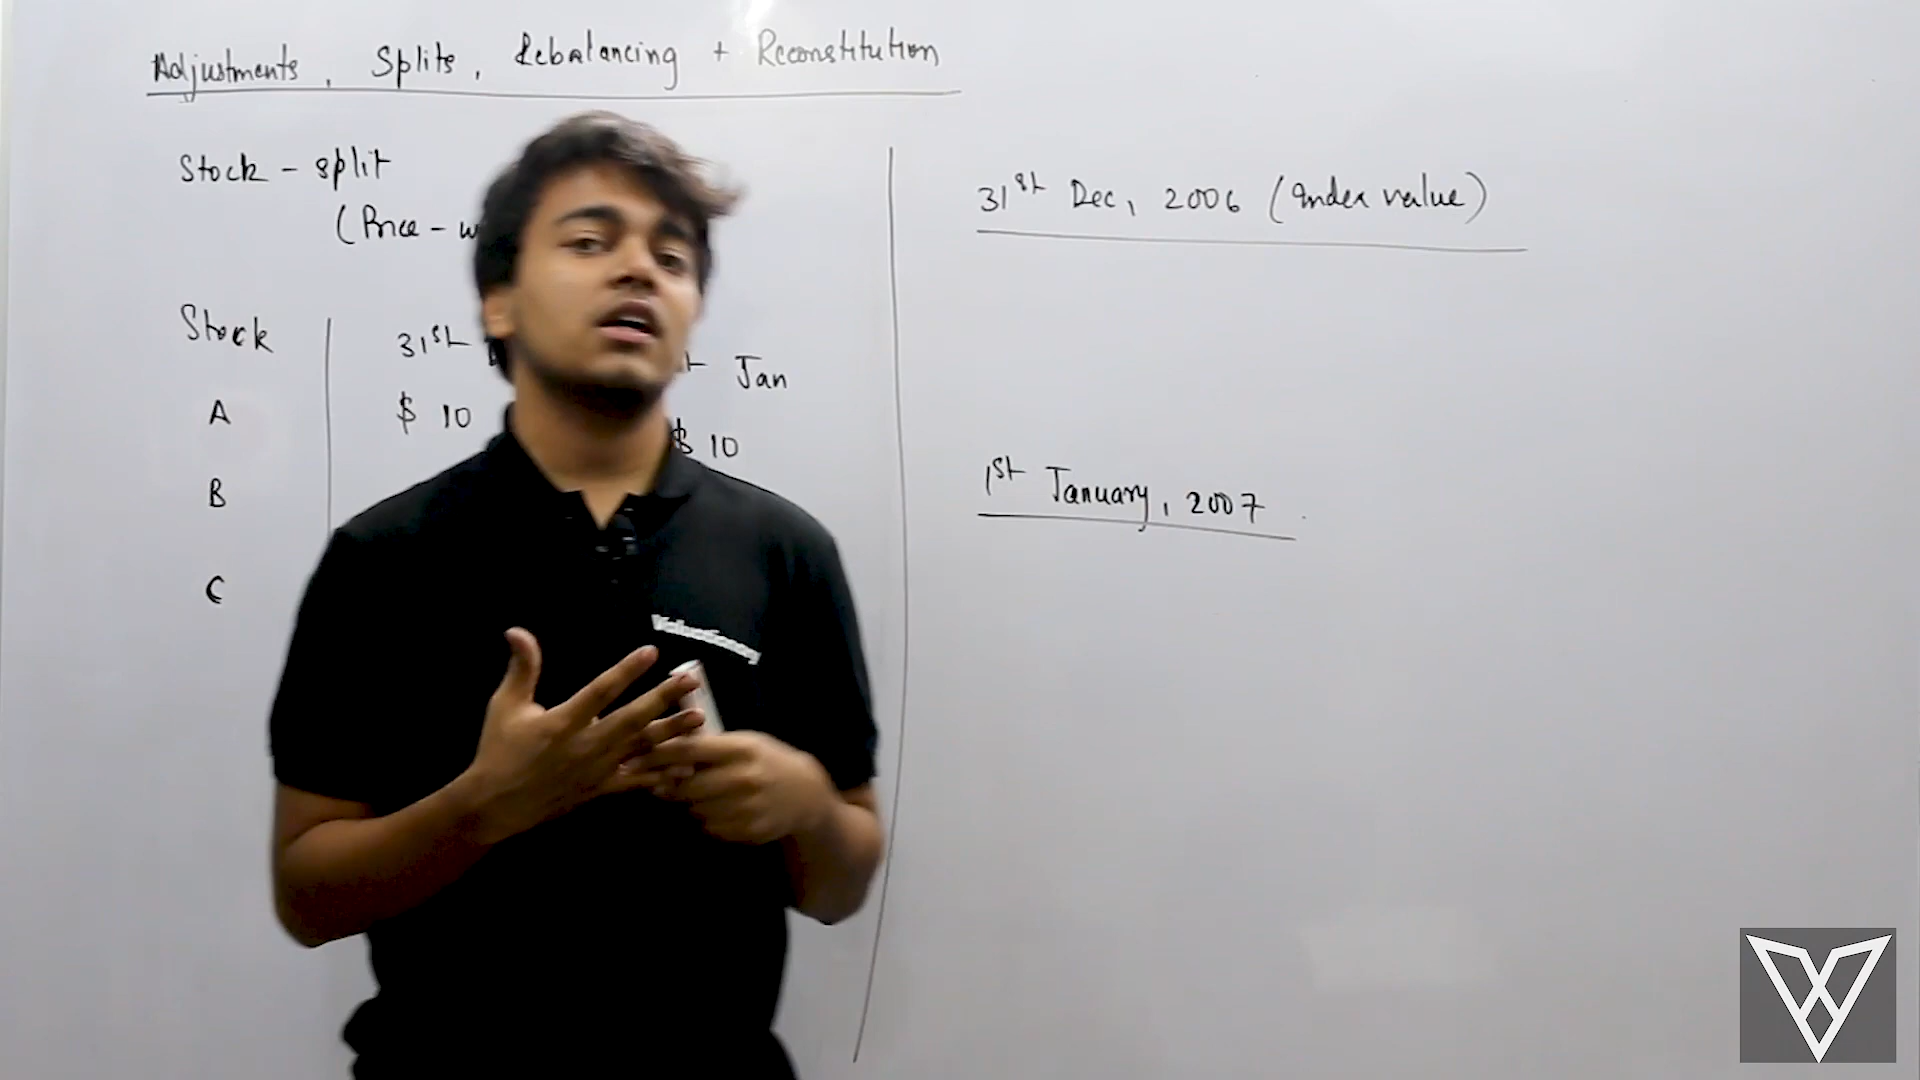 Adjustments, Splits, Rebalancing + Reconstitution
Stock - split
(Price - w
Stock 31st Jan
A $ 10 $ 10
B
C
31st Dec, 2006 (Index value)
1st January, 2007
Valuationary